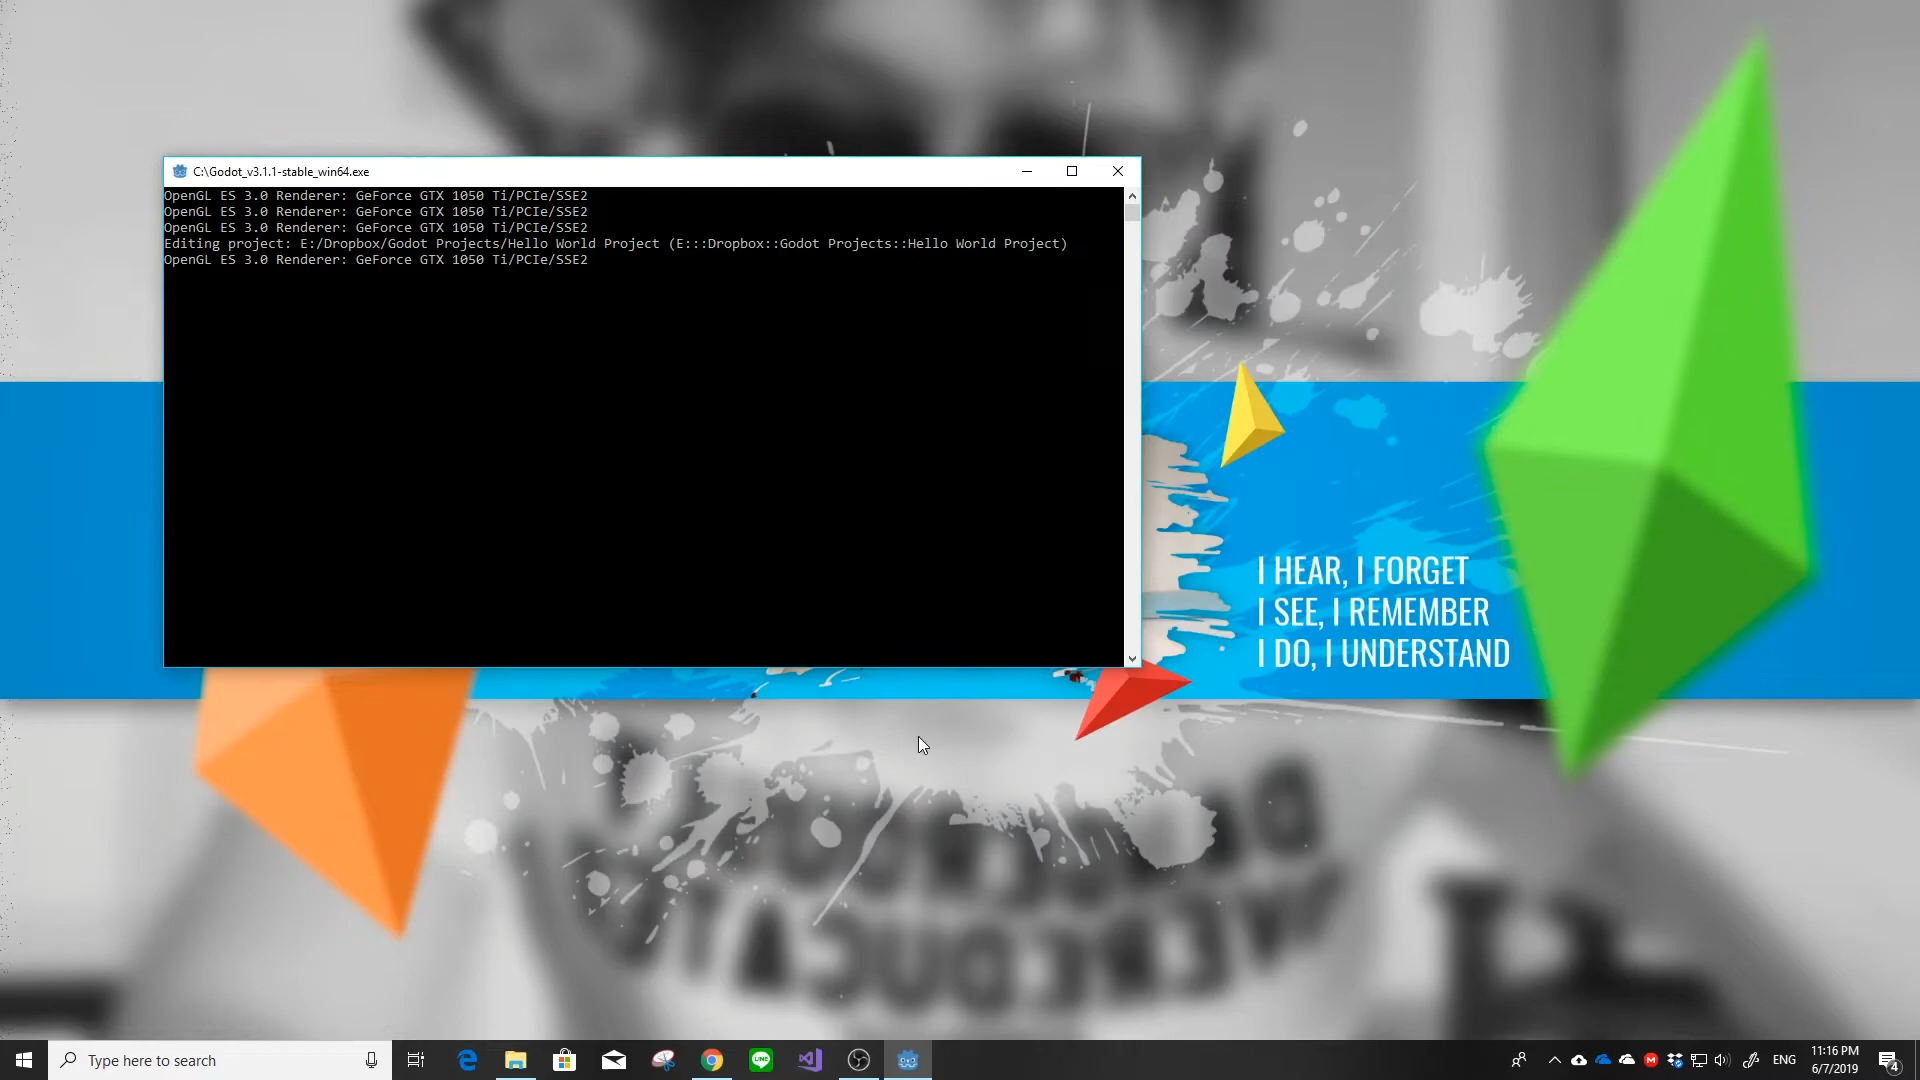 C:\Godot_v3.1.1-stable_win64.exe
OpenGL ES 3.0 Renderer: GeForce GTX 1050 Ti/PCIe/SSE2
OpenGL ES 3.0 Renderer: GeForce GTX 1050 Ti/PCIe/SSE2
OpenGL ES 3.0 Renderer: GeForce GTX 1050 Ti/PCIe/SSE2
Editing project: E:/Dropbox/Godot Projects/Hello World Project (E:::Dropbox::Godot Projects::Hello World Project)
OpenGL ES 3.0 Renderer: GeForce GTX 1050 Ti/PCIe/SSE2
I HEAR, I FORGET
I SEE, I REMEMBER
I DO, I UNDERSTAND
Type here to search
LINE
ENG
11:16 PM
6/7/2019
4